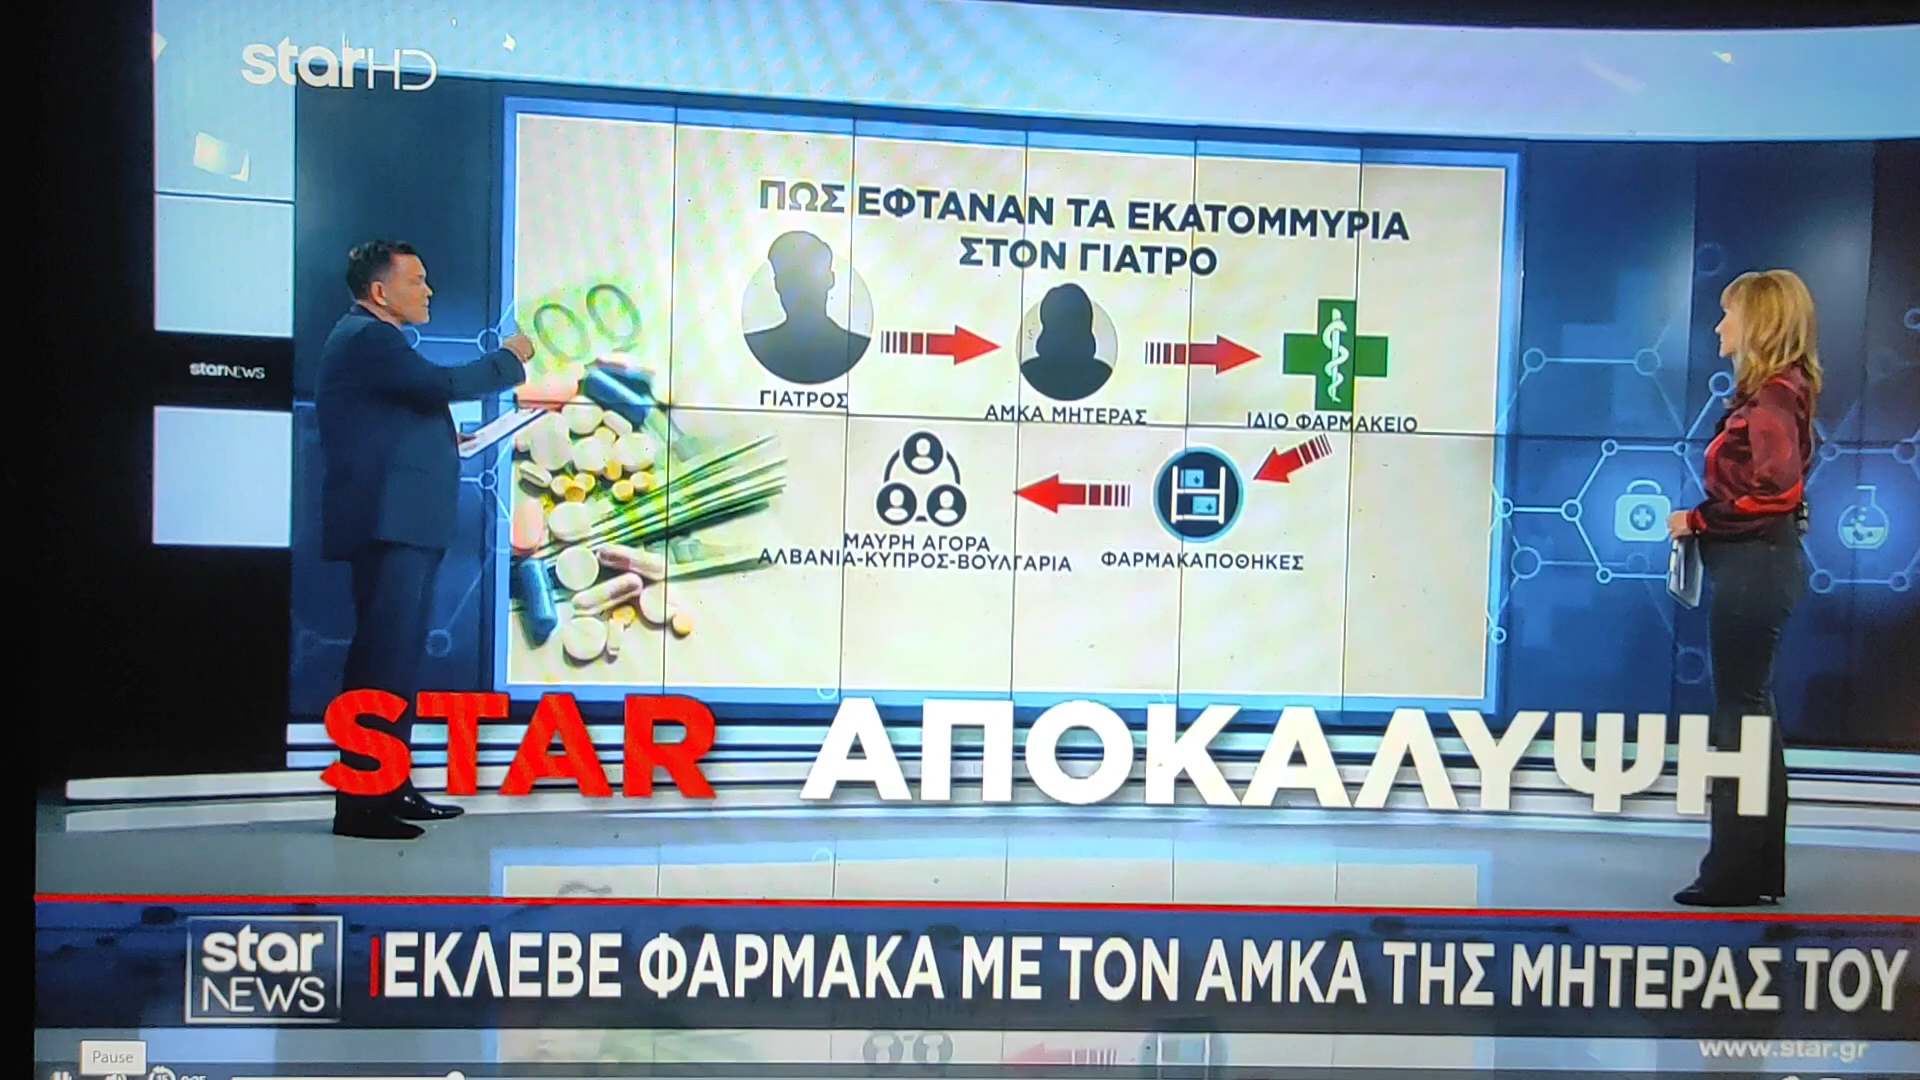 starHD
ΠΩΣ ΕΦΤΑΝΑΝ ΤΑ ΕΚΑΤΟΜΜΥΡΙΑ
ΣΤΟΝ ΓΙΑΤΡΟ
100
ΓΙΑΤΡΟΣ
ΑΜΚΑ ΜΗΤΕΡΑΣ
ΙΔΙΟ ΦΑΡΜΑΚΕΙΟ
ΜΑΥΡΗ ΑΓΟΡΑ
ΑΛΒΑΝΙΑ-ΚΥΠΡΟΣ-ΒΟΥΛΓΑΡΙΑ
ΦΑΡΜΑΚΑΠΟΘΗΚΕΣ
starNEWS
STAR ΑΠΟΚΑΛΥΨΗ
star
NEWS
ΕΚΛΕΒΕ ΦΑΡΜΑΚΑ ΜΕ ΤΟΝ ΑΜΚΑ ΤΗΣ ΜΗΤΕΡΑΣ ΤΟΥ
www.star.gr
Pause